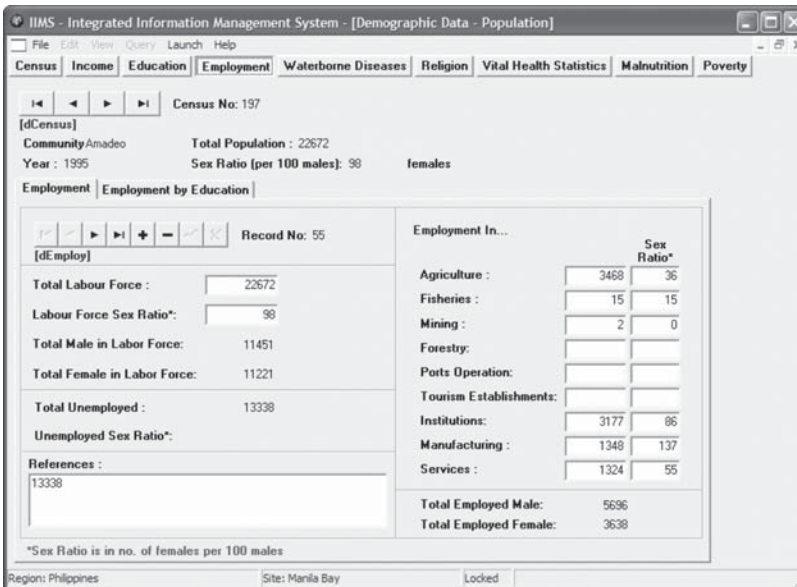 IIMS - Integrated Information Management System - [Demographic Data - Population]
File Edit View Query Launch Help
Census Income Education Employment Waterborne Diseases Religion Vital Health Statistics Malnutrition Poverty
Census No: 197
[dCensus]
Community Amadeo Total Population : 22672
Year : 1995 Sex Ratio (per 100 males): 98 females
Employment Employment by Education
Record No: 55
[dEmploy]
Total Labour Force : 22672
Labour Force Sex Ratio*: 98
Total Male in Labor Force: 11451
Total Female in Labor Force: 11221
Total Unemployed : 13338
Unemployed Sex Ratio*:
References :
13338
Employment In...
Sex
Ratio*
Agriculture : 3468 36
Fisheries : 15 15
Mining : 2 0
Forestry:
Ports Operation:
Tourism Establishments:
Institutions: 3177 86
Manufacturing : 1348 137
Services : 1324 55
Total Employed Male: 5696
Total Employed Female: 3638
*Sex Ratio is in no. of females per 100 males
Region: Philippines Site: Manila Bay Locked